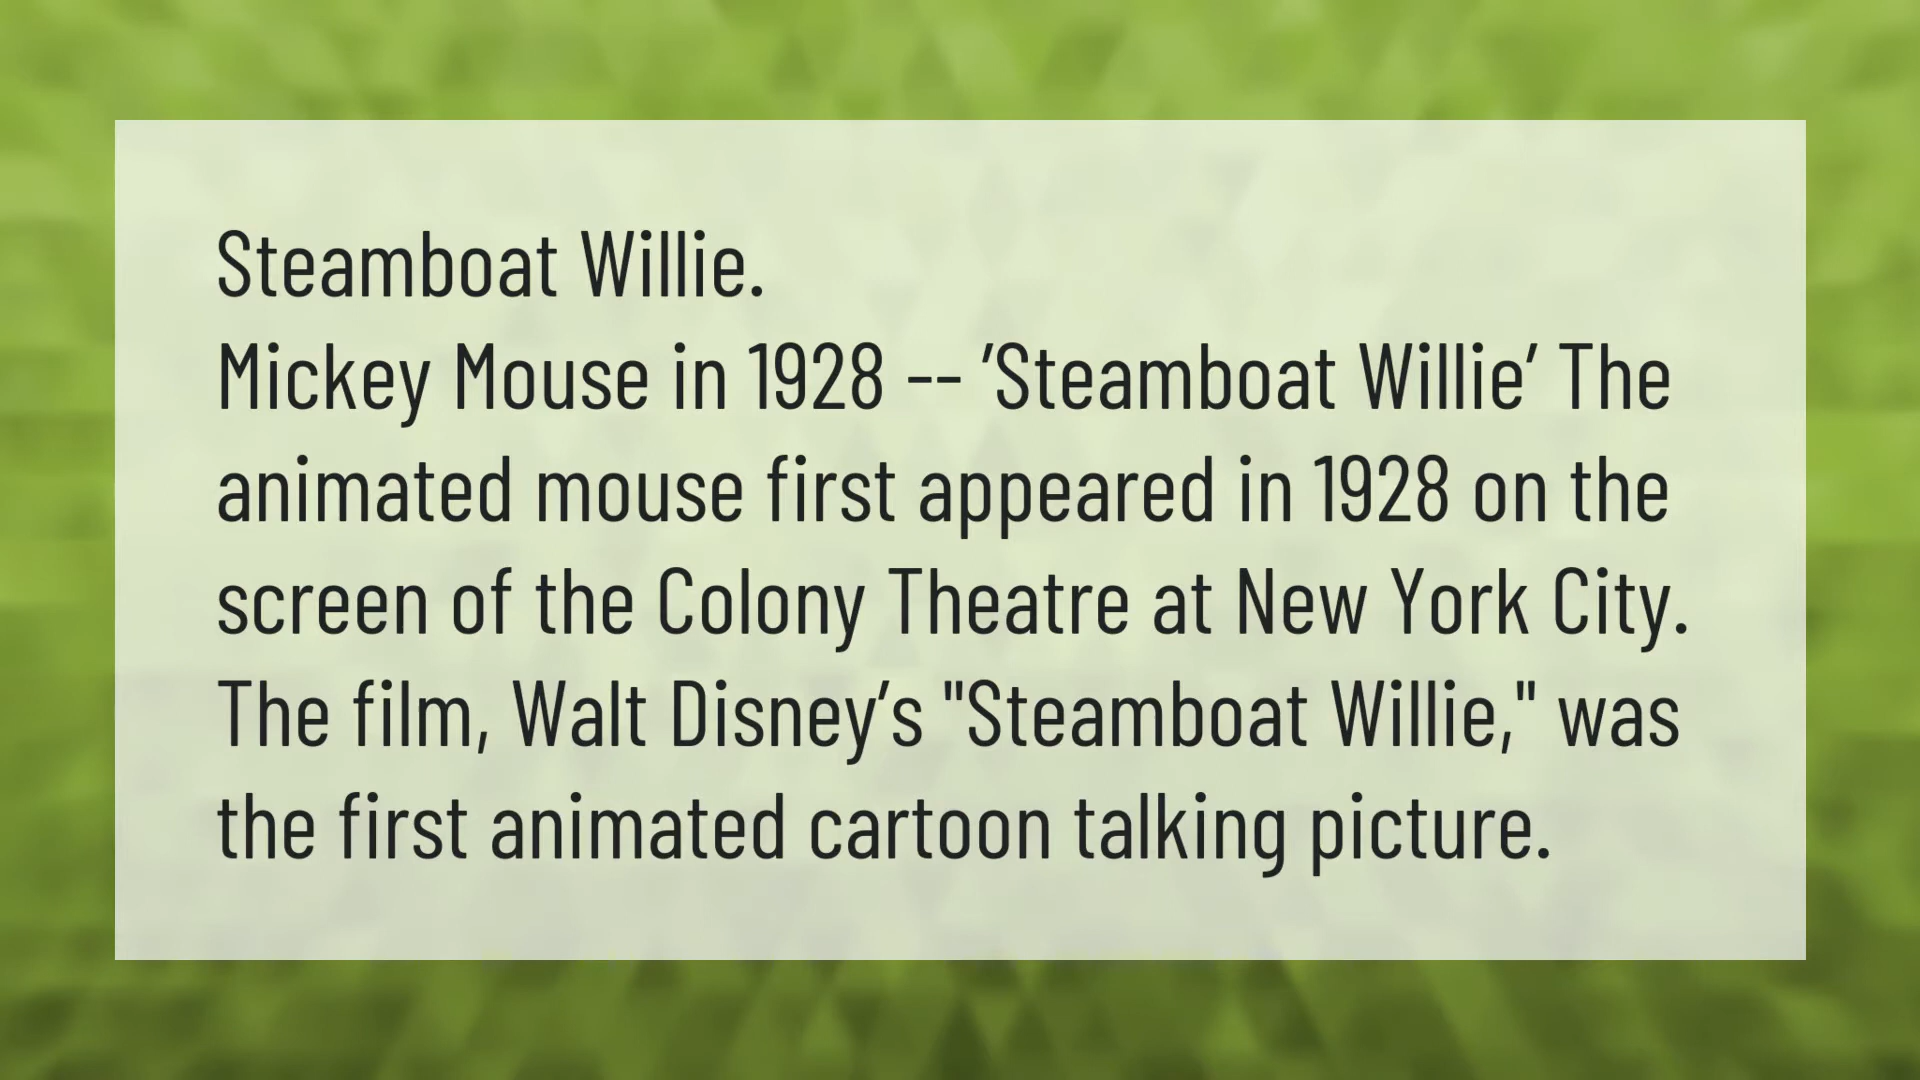 Steamboat Willie.
Mickey Mouse in 1928 -- ’Steamboat Willie’ The
animated mouse first appeared in 1928 on the
screen of the Colony Theatre at New York City.
The film, Walt Disney’s "Steamboat Willie," was
the first animated cartoon talking picture.